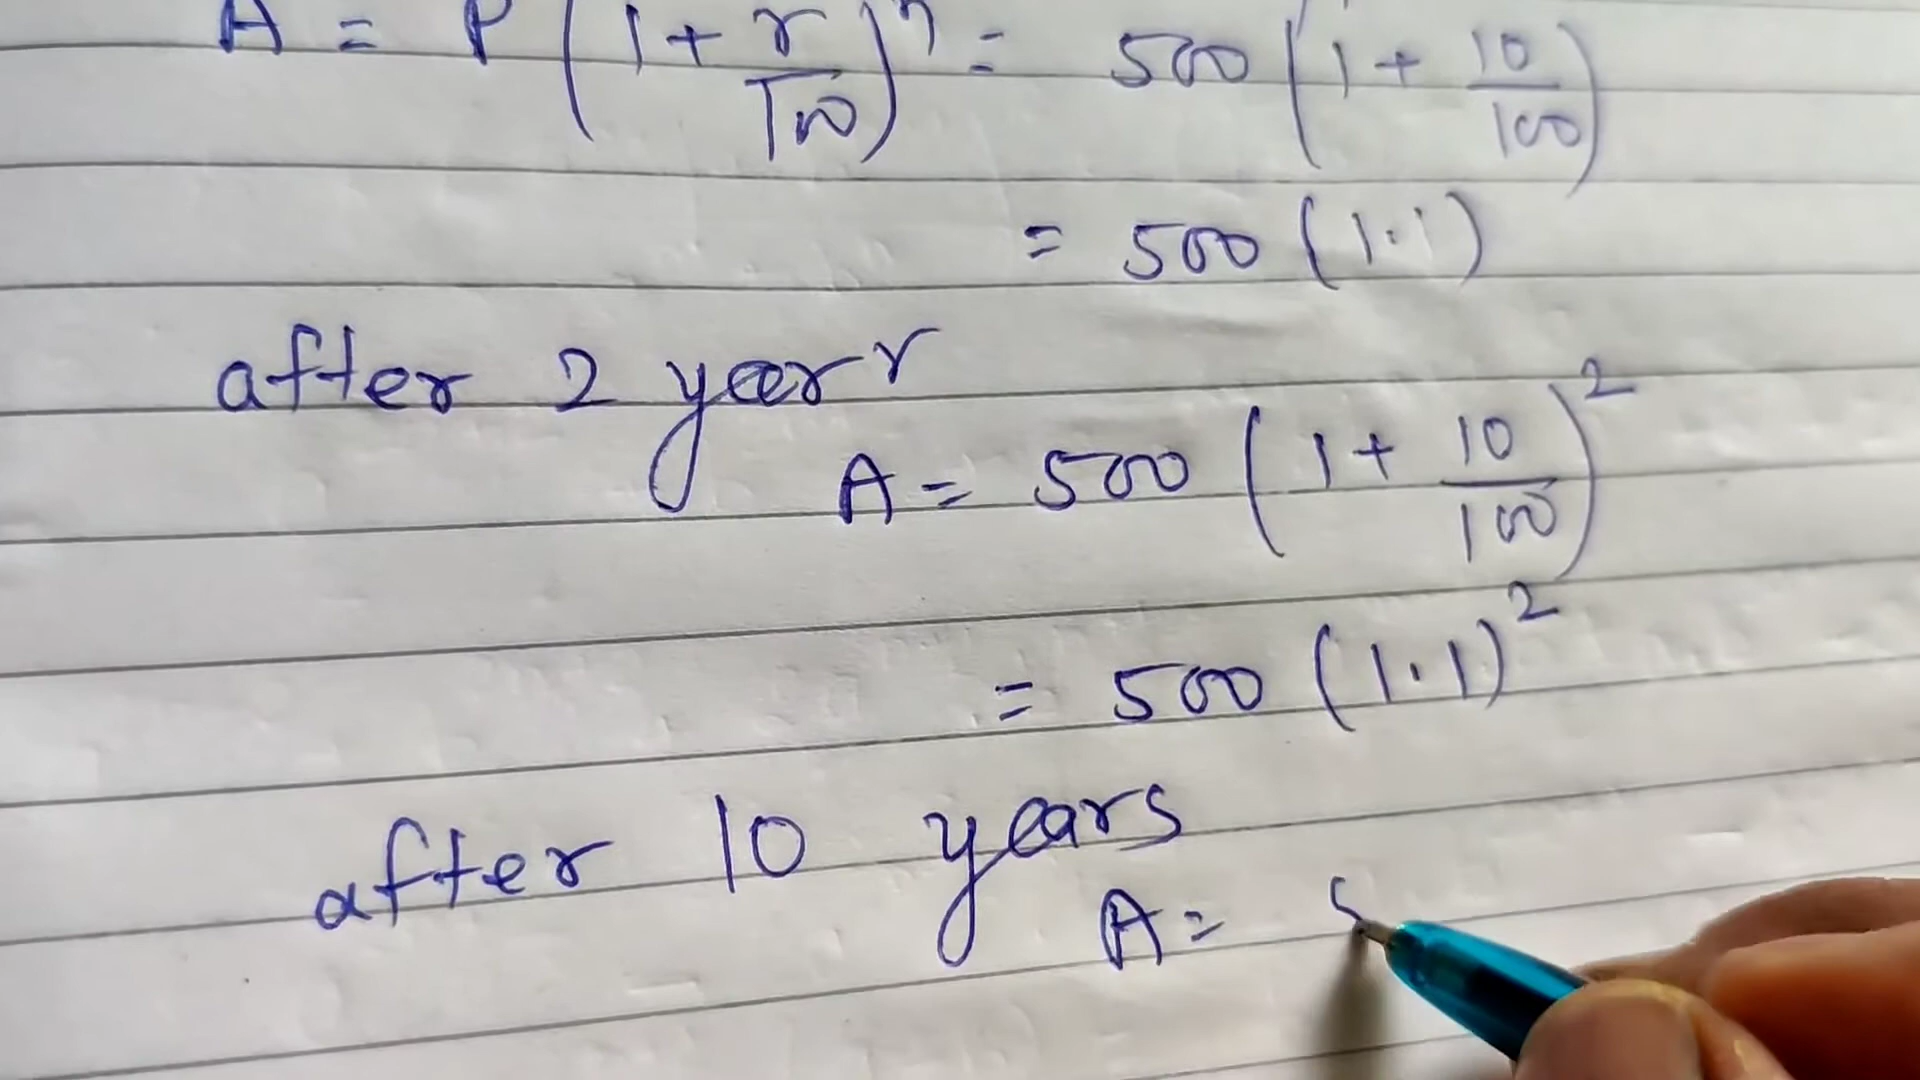 A = P (1 + r/100)^n = 500 (1 + 10/100)
= 500 (1.1)
after 2 year r
A = 500 (1 + 10/100)^2
= 500 (1.1)^2
after 10 years
A = 5